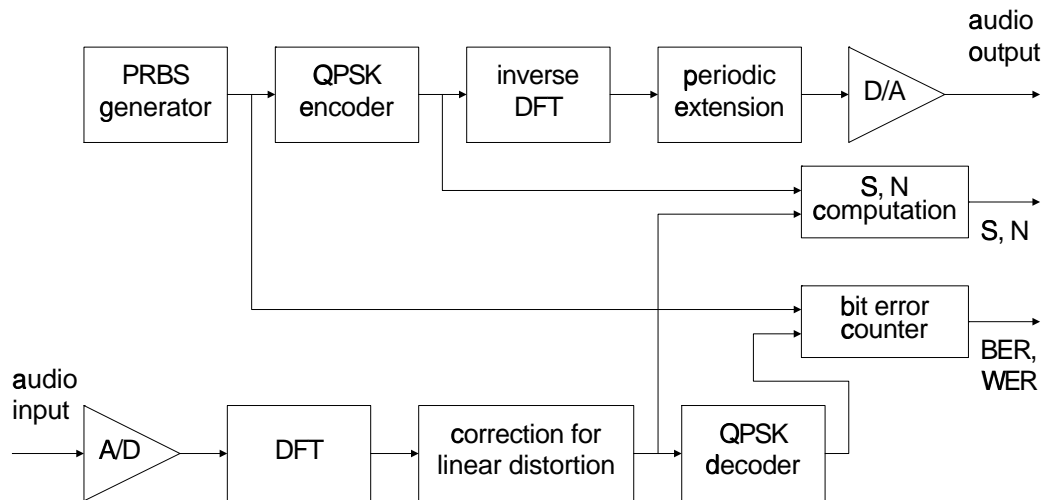 audio
output
PRBS
generator
QPSK
encoder
inverse
DFT
periodic
extension
D/A
S, N
computation
S, N
bit error
counter
BER,
WER
audio
input
A/D
DFT
correction for
linear distortion
QPSK
decoder